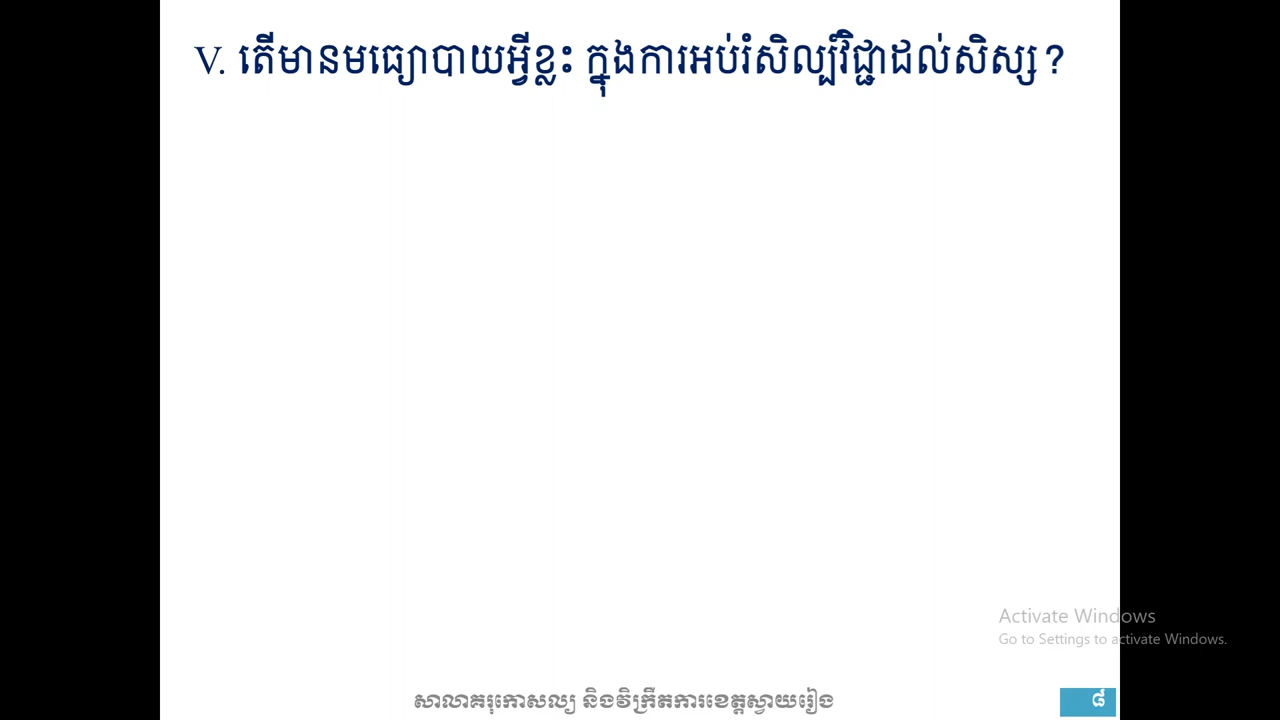 V. តើមានមធ្យោបាយអ្វីខ្លះ ក្នុងការអប់រំសិល្ប៍វិជ្ជាដល់សិស្ស?
Activate Windows
Go to Settings to activate Windows.
សាលាគរុកោសល្យ និងវិក្រឹតការខេត្តស្វាយរៀង
៨